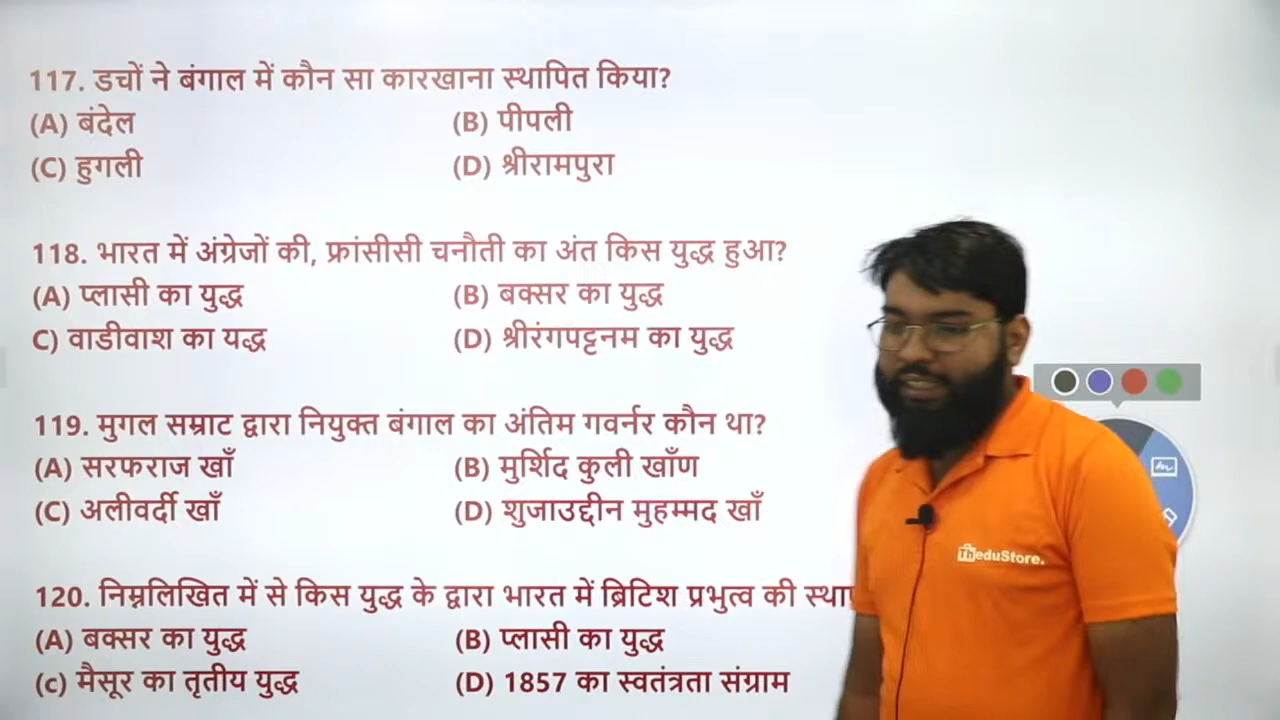 117. डचों ने बंगाल में कौन सा कारखाना स्थापित किया?
(A) बंदेल (B) पीपली
(C) हुगली (D) श्रीरामपुरा
118. भारत में अंग्रेजों की, फ्रांसीसी चनौती का अंत किस युद्ध हुआ?
(A) प्लासी का युद्ध (B) बक्सर का युद्ध
C) वाडीवाश का यद्ध (D) श्रीरंगपट्टनम का युद्ध
119. मुगल सम्राट द्वारा नियुक्त बंगाल का अंतिम गवर्नर कौन था?
(A) सरफराज खाँ (B) मुर्शिद कुली खाँण
(C) अलीवर्दी खाँ (D) शुजाउद्दीन मुहम्मद खाँ
120. निम्नलिखित में से किस युद्ध के द्वारा भारत में ब्रिटिश प्रभुत्व की
(A) बक्सर का युद्ध (B) प्लासी का युद्ध
(c) मैसूर का तृतीय युद्ध (D) 1857 का स्वतंत्रता संग्राम
TheduStore.